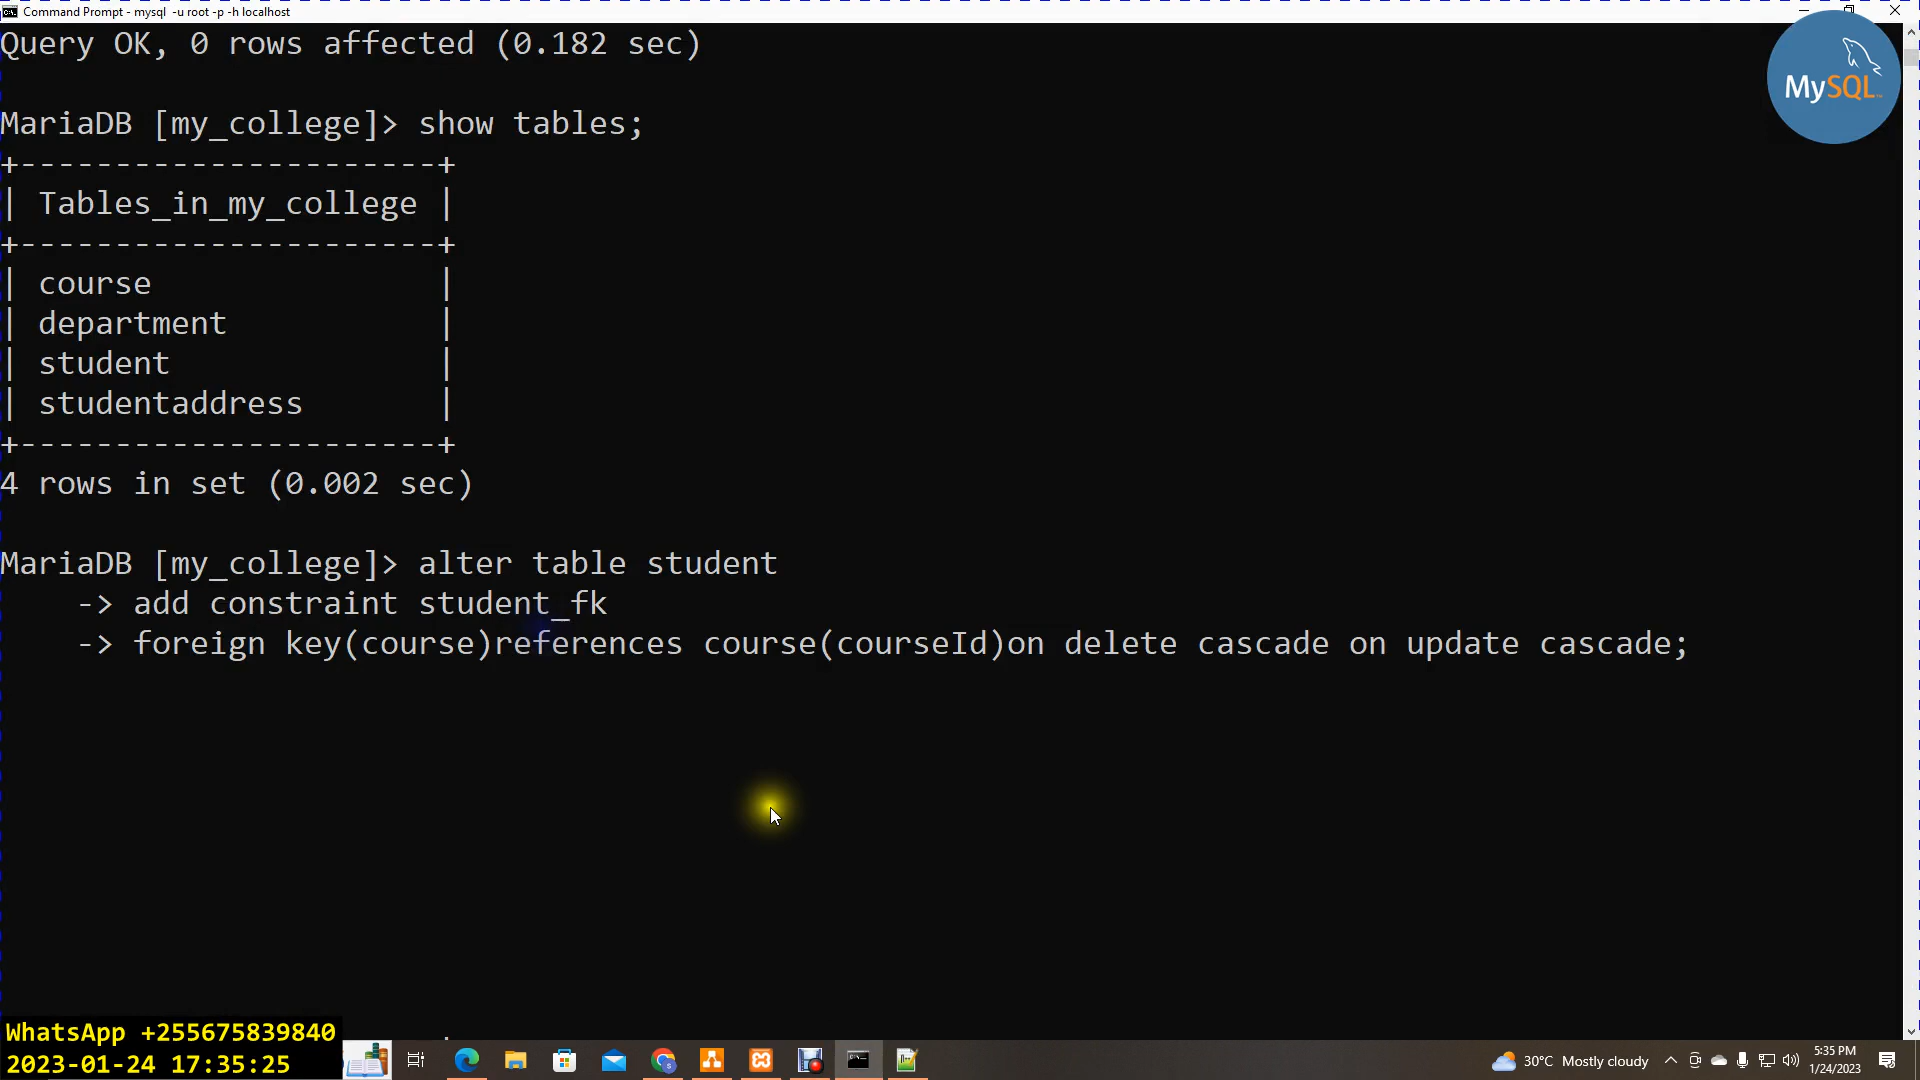 Command Prompt - mysql -u root -p -h localhost
Query OK, 0 rows affected (0.182 sec)
MySQL
MariaDB [my_college]> show tables;
+----------------------+
| Tables_in_my_college |
+----------------------+
| course               |
| department           |
| student              |
| studentaddress       |
+----------------------+
4 rows in set (0.002 sec)
MariaDB [my_college]> alter table student
    -> add constraint student_fk
    -> foreign key(course)references course(courseId)on delete cascade on update cascade;
WhatsApp +255675839840
2023-01-24 17:35:25
30°C Mostly cloudy
5:35 PM
1/24/2023